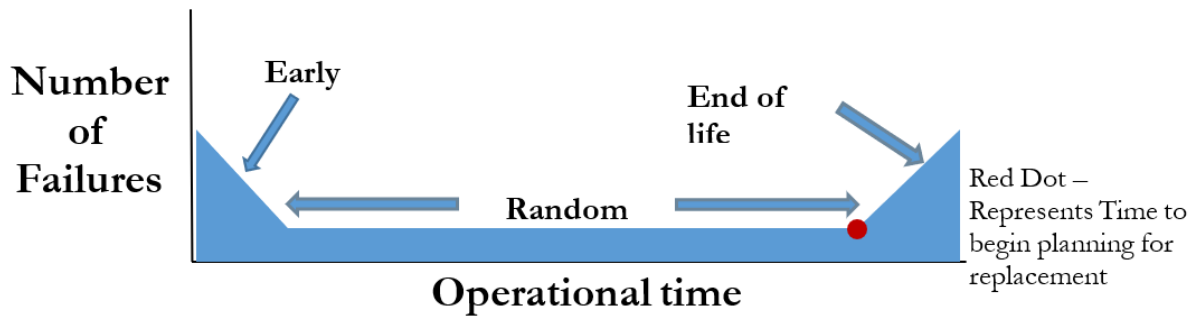 Number
of
Failures
Early
End of
life
Random
Red Dot –
Represents Time to
begin planning for
replacement
Operational time